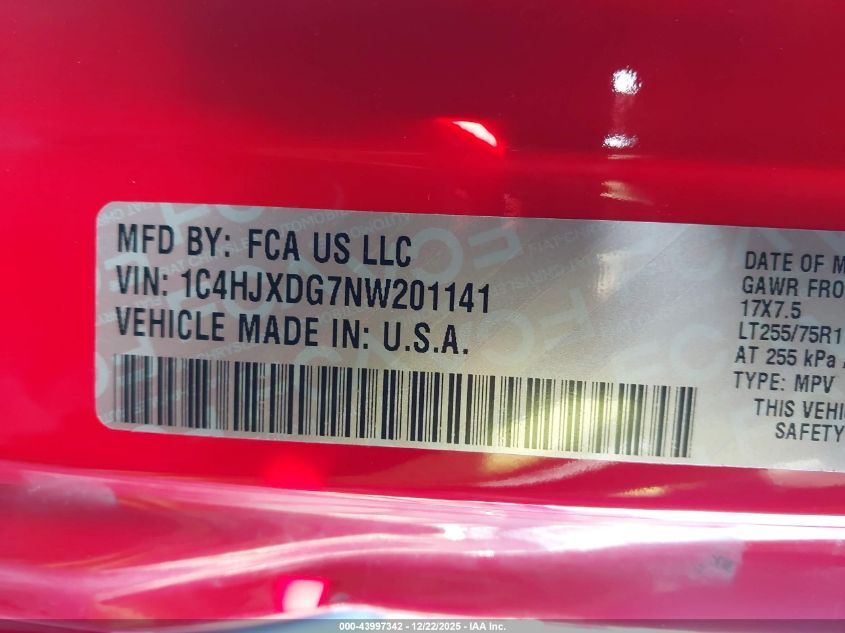 MFD BY: FCA US LLC
VIN: 1C4HJXDG7NW201141
VEHICLE MADE IN: U.S.A.
DATE OF M
GAWR FRO
17X7.5
LT255/75R1
AT 255 kPa
TYPE: MPV
THIS VEHI
SAFETY
000-43997342 | 12/22/2025 - IAA Inc.